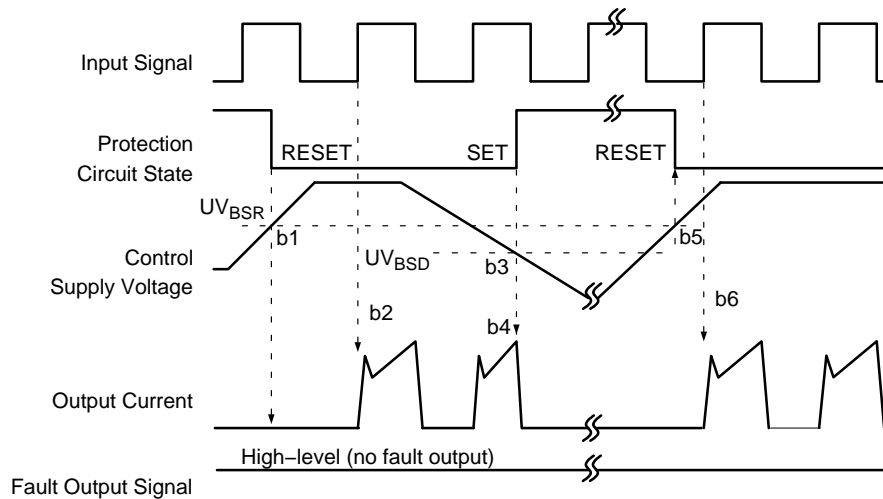 Input Signal
Protection
Circuit State
RESET
SET
RESET
UVBSR
b1
UVBSD
b3
b5
Control
Supply Voltage
b2
b4
b6
Output Current
High−level (no fault output)
Fault Output Signal